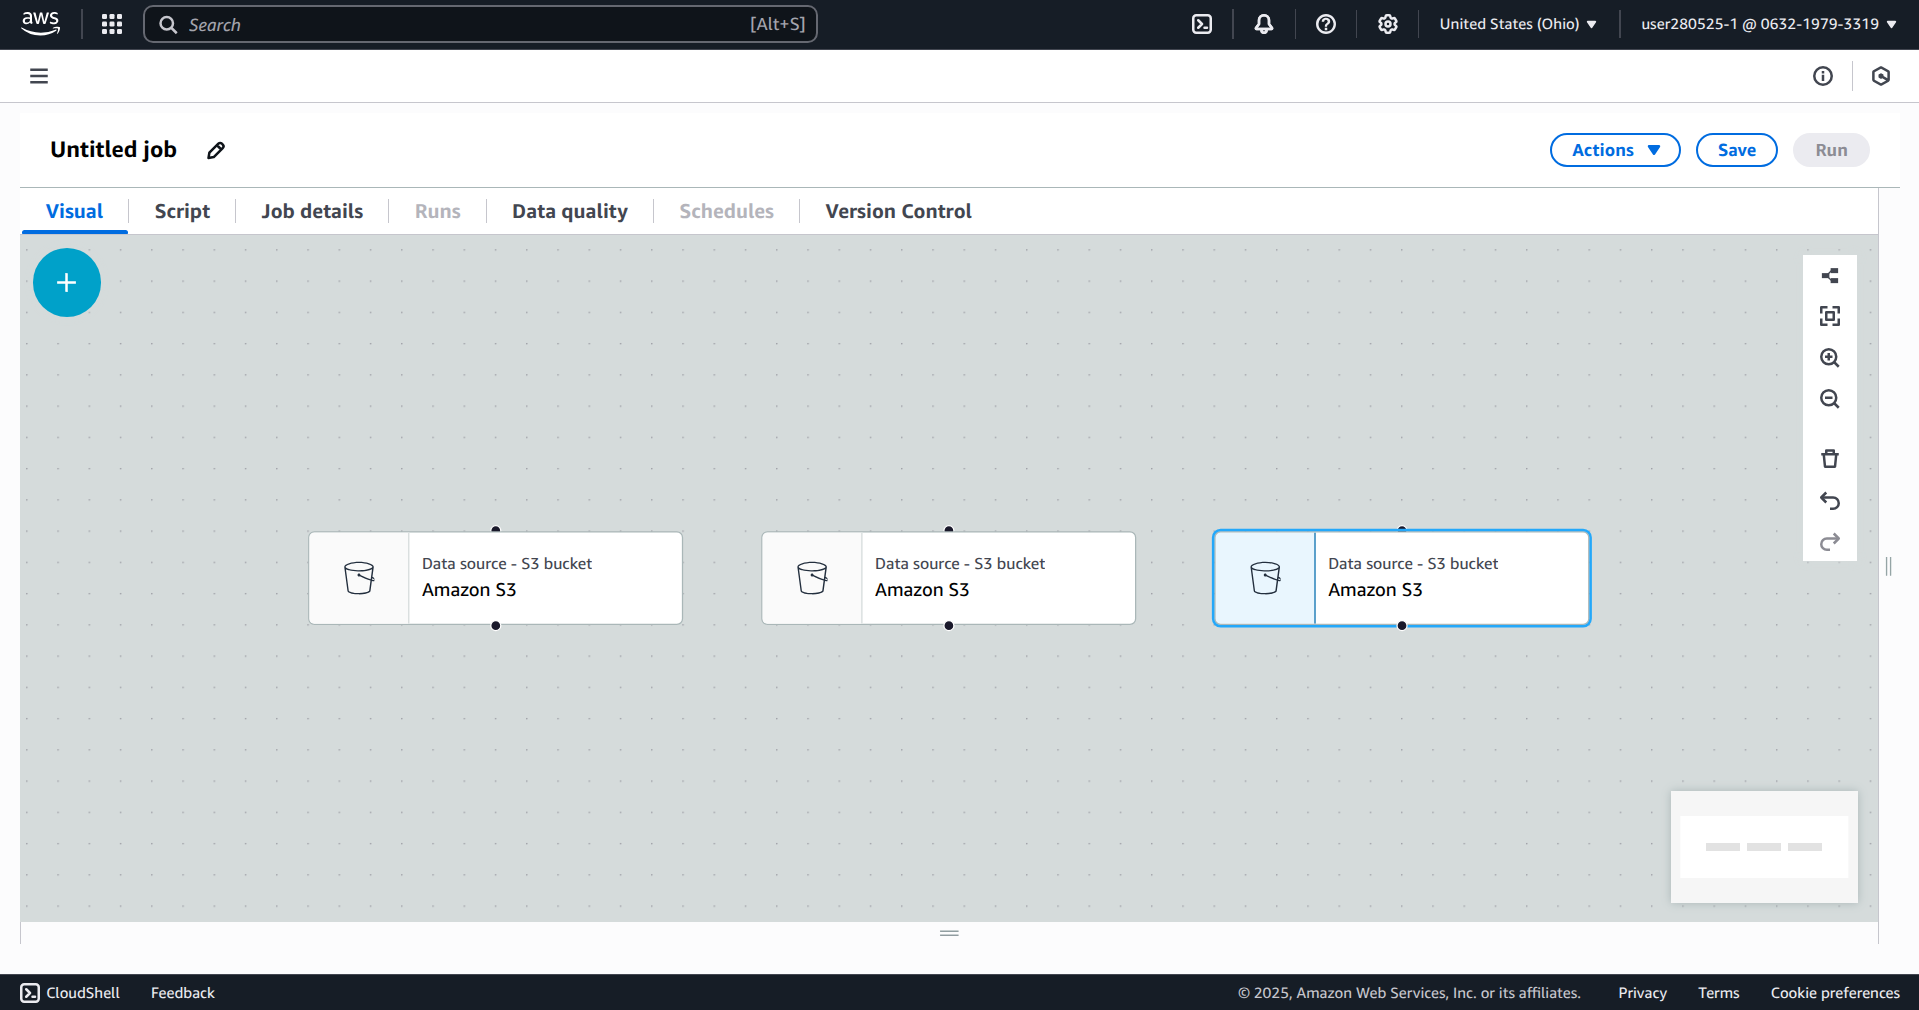 aws
Search [Alt+S]
United States (Ohio)
user280525-1 @ 0632-1979-3319
Untitled job
Actions
Save
Run
Visual
Script
Job details
Runs
Data quality
Schedules
Version Control
Data source - S3 bucket
Amazon S3
Data source - S3 bucket
Amazon S3
Data source - S3 bucket
Amazon S3
CloudShell
Feedback
© 2025, Amazon Web Services, Inc. or its affiliates.
Privacy
Terms
Cookie preferences